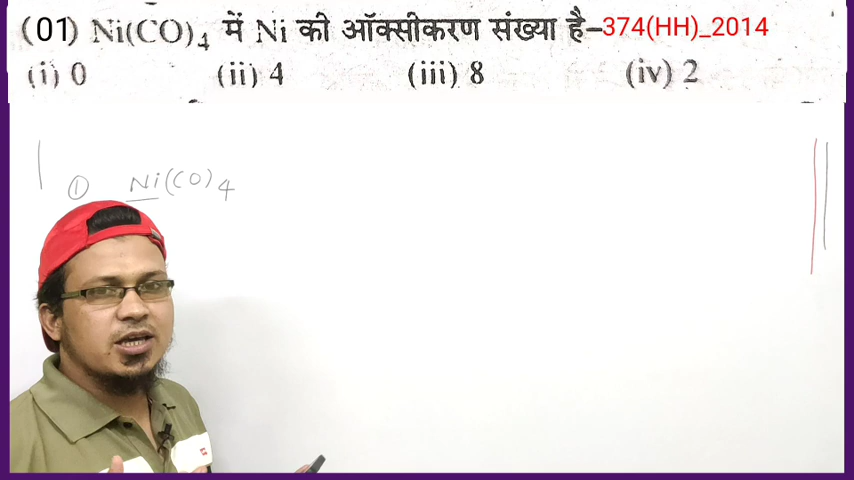 (01) Ni(CO)₄ में Ni की ऑक्सीकरण संख्या है–374(HH)_2014
(i) 0 (ii) 4 (iii) 8 (iv) 2
① Ni(CO)₄